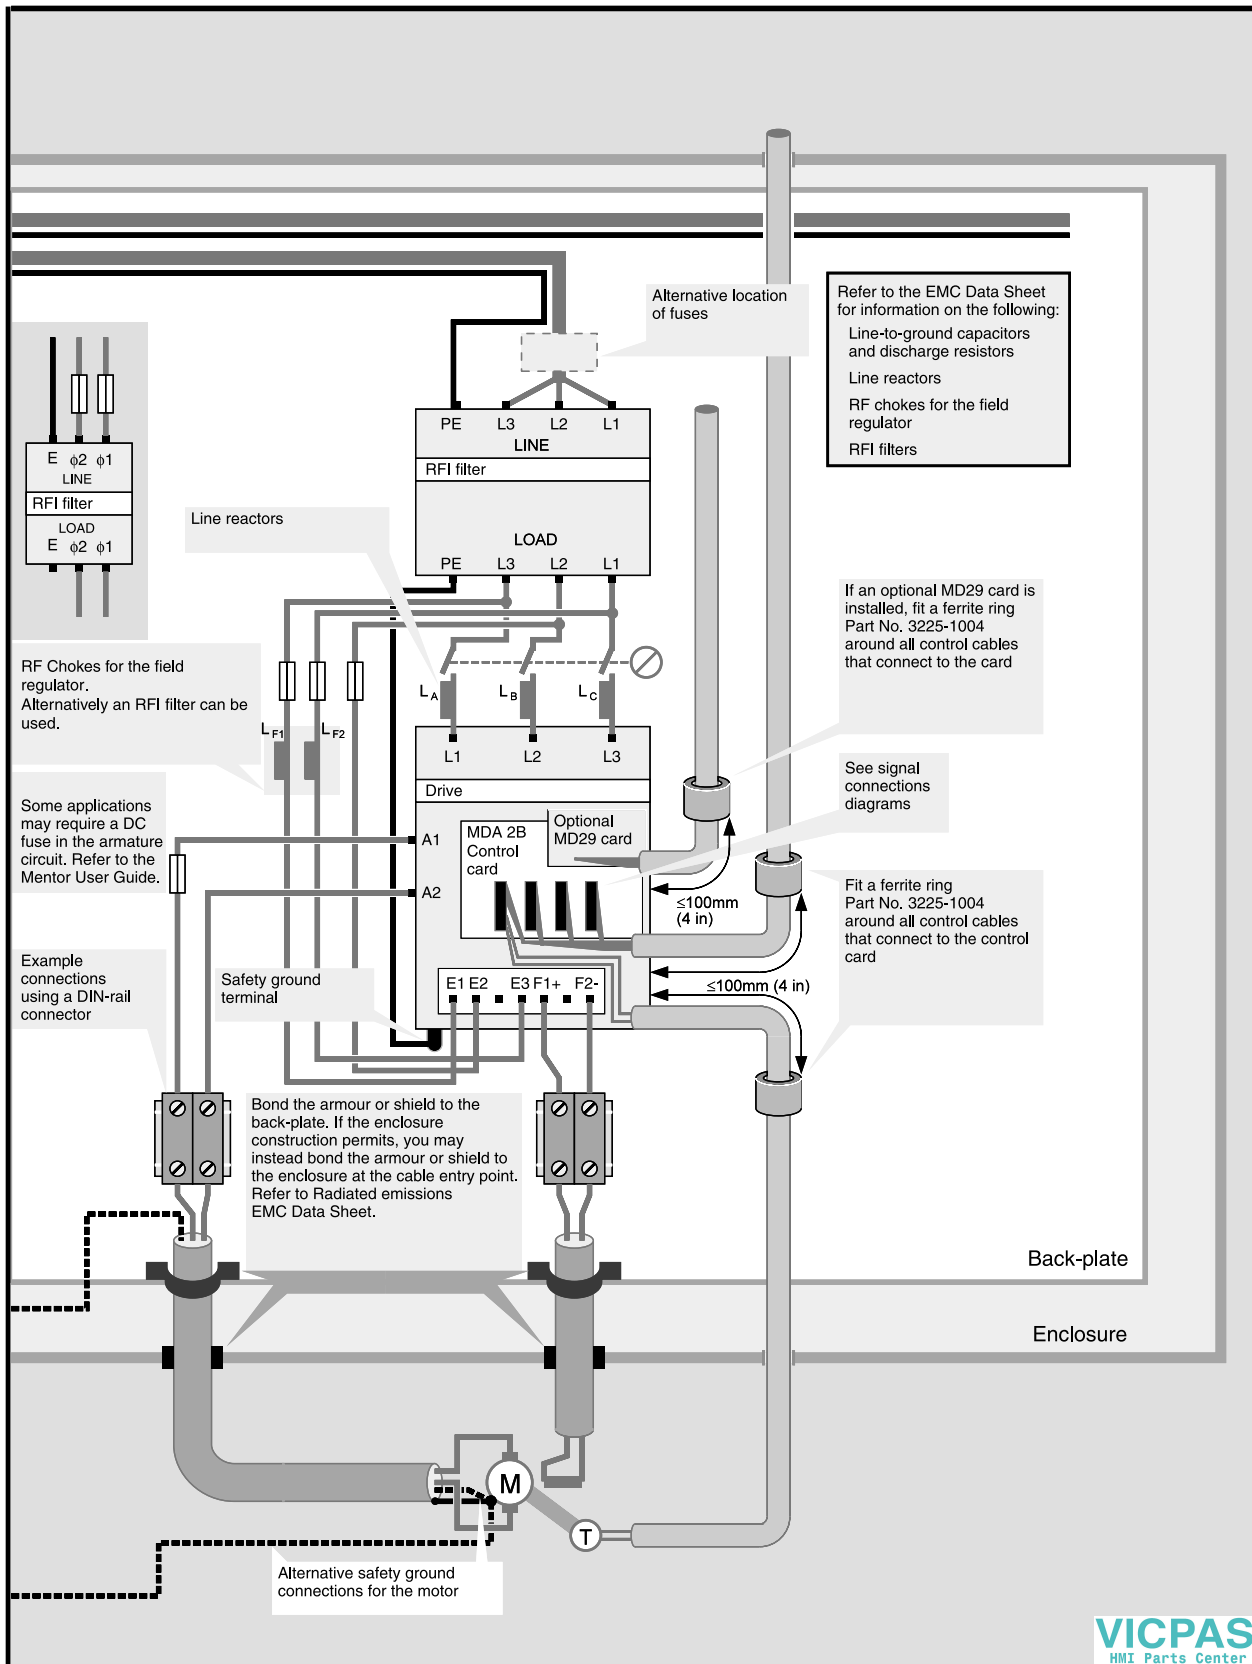 Alternative location
of fuses
Refer to the EMC Data Sheet
for information on the following:
Line-to-ground capacitors
and discharge resistors
Line reactors
RF chokes for the field
regulator
RFI filters
PE L3 L2 L1
LINE
RFI filter
LOAD
PE L3 L2 L1
E ϕ2 ϕ1
LINE
RFI filter
LOAD
E ϕ2 ϕ1
Line reactors
If an optional MD29 card is
installed, fit a ferrite ring
Part No. 3225-1004
around all control cables
that connect to the card
RF Chokes for the field
regulator.
Alternatively an RFI filter can be
used.
LA LB LC
LF1 LF2
L1 L2 L3
Drive
See signal
connections
diagrams
Some applications
may require a DC
fuse in the armature
circuit. Refer to the
Mentor User Guide.
A1
A2
MDA 2B
Control
card
Optional
MD29 card
≤100mm
(4 in)
Fit a ferrite ring
Part No. 3225-1004
around all control cables
that connect to the control
card
Example
connections
using a DIN-rail
connector
Safety ground
terminal
E1 E2 E3 F1+ F2-
≤100mm (4 in)
Bond the armour or shield to the
back-plate. If the enclosure
construction permits, you may
instead bond the armour or shield to
the enclosure at the cable entry point.
Refer to Radiated emissions
EMC Data Sheet.
Back-plate
Enclosure
M
T
Alternative safety ground
connections for the motor
VICPAS
HMI Parts Center